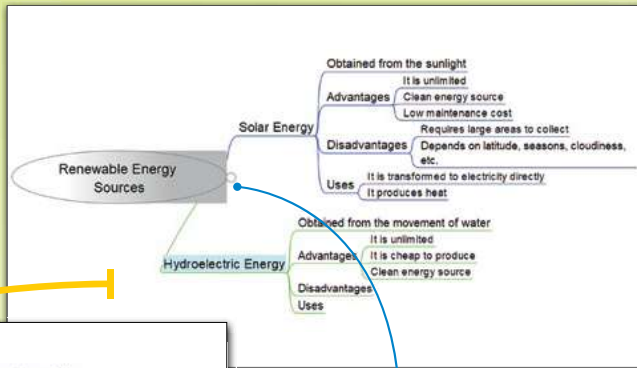 Renewable Energy
Sources
Solar Energy
Obtained from the sunlight
Advantages
It is unlimited
Clean energy source
Low maintenance cost
Disadvantages
Requires large areas to collect
Depends on latitude, seasons, cloudiness,
etc.
Uses
It is transformed to electricity directly
It produces heat
Hydroelectric Energy
Obtained from the movement of water
Advantages
It is unlimited
It is cheap to produce
Clean energy source
Disadvantages
Uses